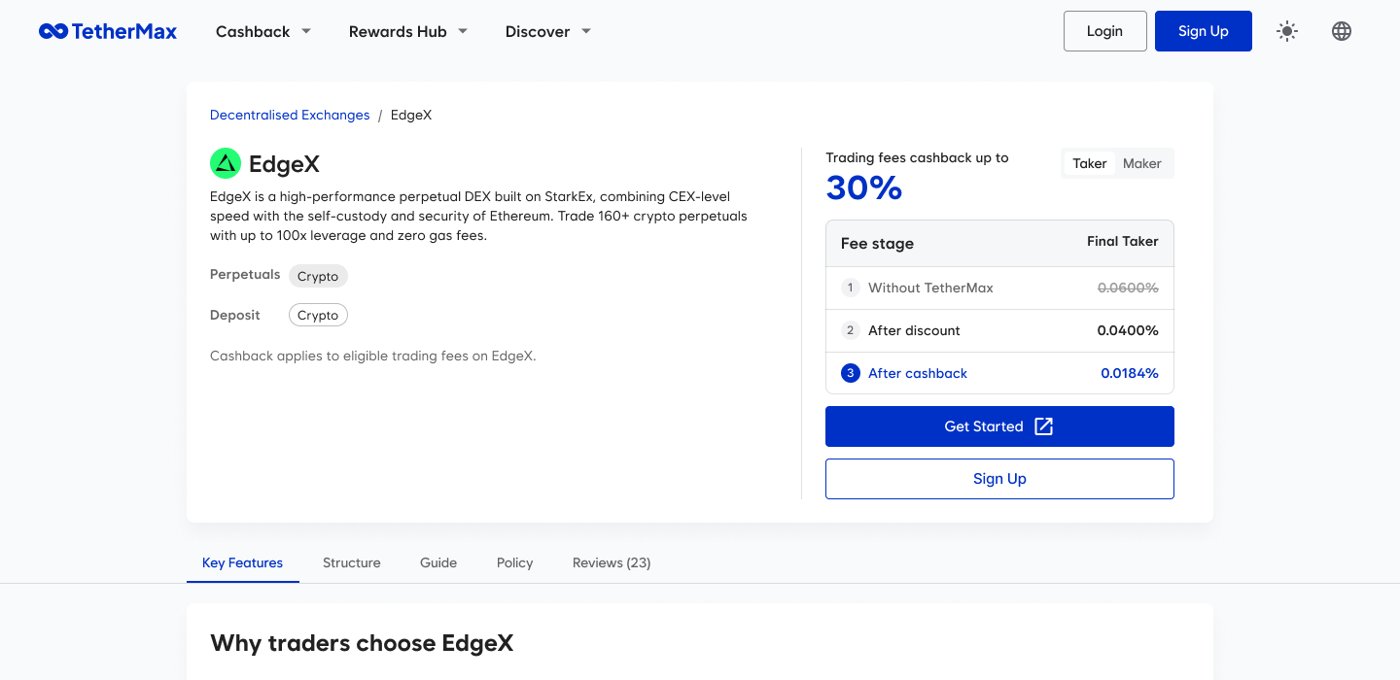 TetherMax
Cashback
Rewards Hub
Discover
Login
Sign Up
Decentralised Exchanges / EdgeX
EdgeX
EdgeX is a high-performance perpetual DEX built on StarkEx, combining CEX-level
speed with the self-custody and security of Ethereum. Trade 160+ crypto perpetuals
with up to 100x leverage and zero gas fees.
Perpetuals Crypto
Deposit Crypto
Cashback applies to eligible trading fees on EdgeX.
Trading fees cashback up to
30%
Taker Maker
Fee stage Final Taker
1 Without TetherMax 0.0600%
2 After discount 0.0400%
3 After cashback 0.0184%
Get Started
Sign Up
Key Features
Structure
Guide
Policy
Reviews (23)
Why traders choose EdgeX